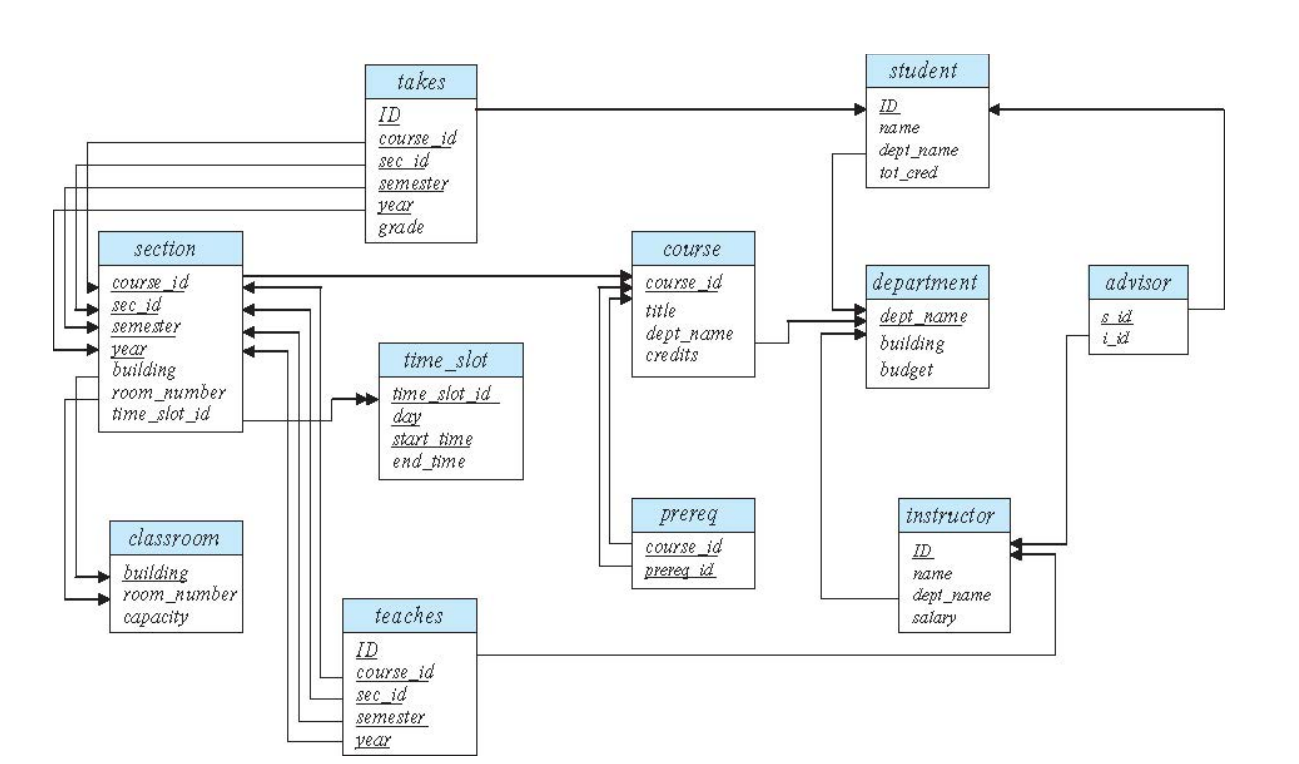 takes
ID
course_id
sec_id
semester
year
grade
student
ID
name
dept_name
tot_cred
section
course_id
sec_id
semester
year
building
room_number
time_slot_id
course
course_id
title
dept_name
credits
department
dept_name
building
budget
advisor
s_id
i_id
time_slot
time_slot_id
day
start_time
end_time
prereq
course_id
prereq_id
instructor
ID
name
dept_name
salary
classroom
building
room_number
capacity
teaches
ID
course_id
sec_id
semester
year